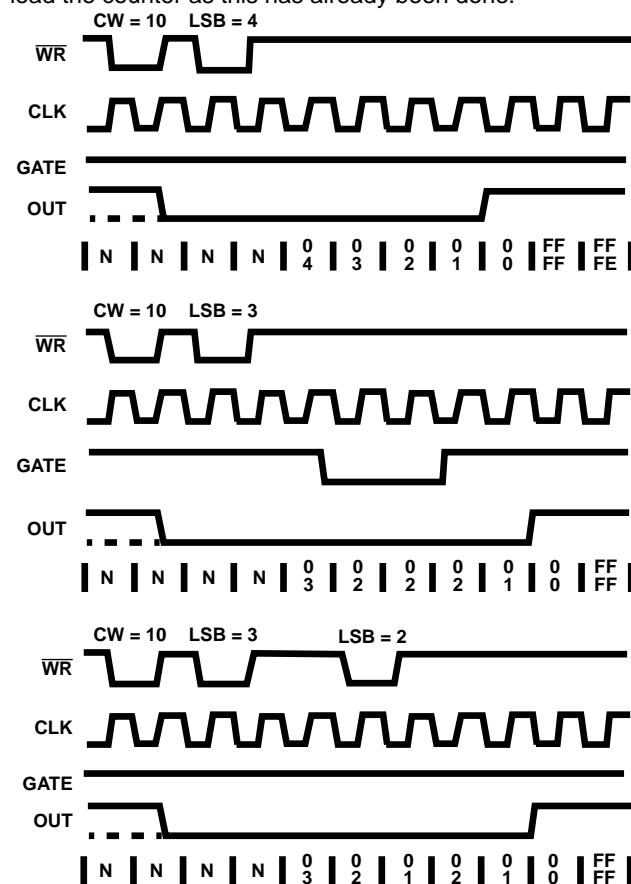 load the counter as this has already been done.
CW = 10 LSB = 4
WR
CLK
GATE
OUT
N N N N 0 0 0 0 0 FF FF
4 3 2 1 0 FF FE
CW = 10 LSB = 3
WR
CLK
GATE
OUT
N N N N 0 0 0 0 0 0 FF
3 2 2 2 1 0 FF
CW = 10 LSB = 3 LSB = 2
WR
CLK
GATE
OUT
N N N N 0 0 0 0 0 0 FF
3 2 1 2 1 0 FF